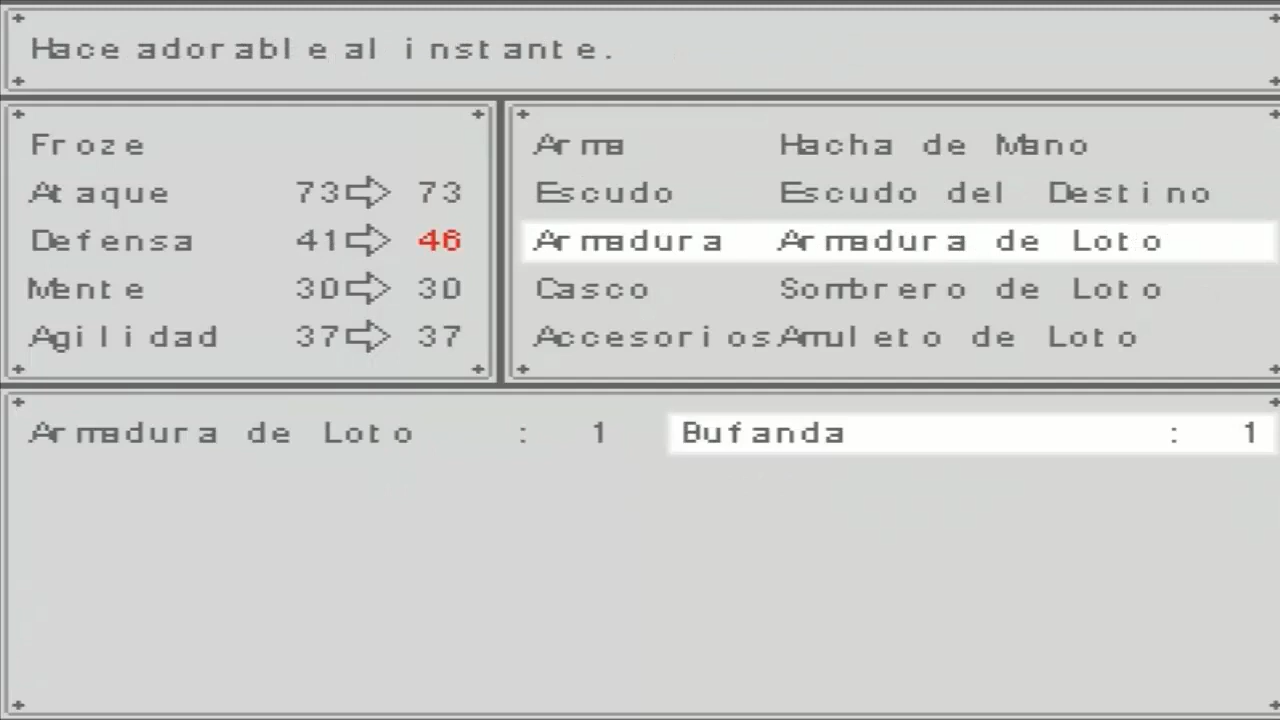 Hace adorable al instante.
Froze
Ataque 73⇨ 73
Defensa 41⇨ 46
Mente 30⇨ 30
Agilidad 37⇨ 37
Arma Hacha de Mano
Escudo Escudo del Destino
Armadura Armadura de Loto
Casco Sombrero de Loto
Accesorios Amuleto de Loto
Armadura de Loto : 1 Bufanda : 1